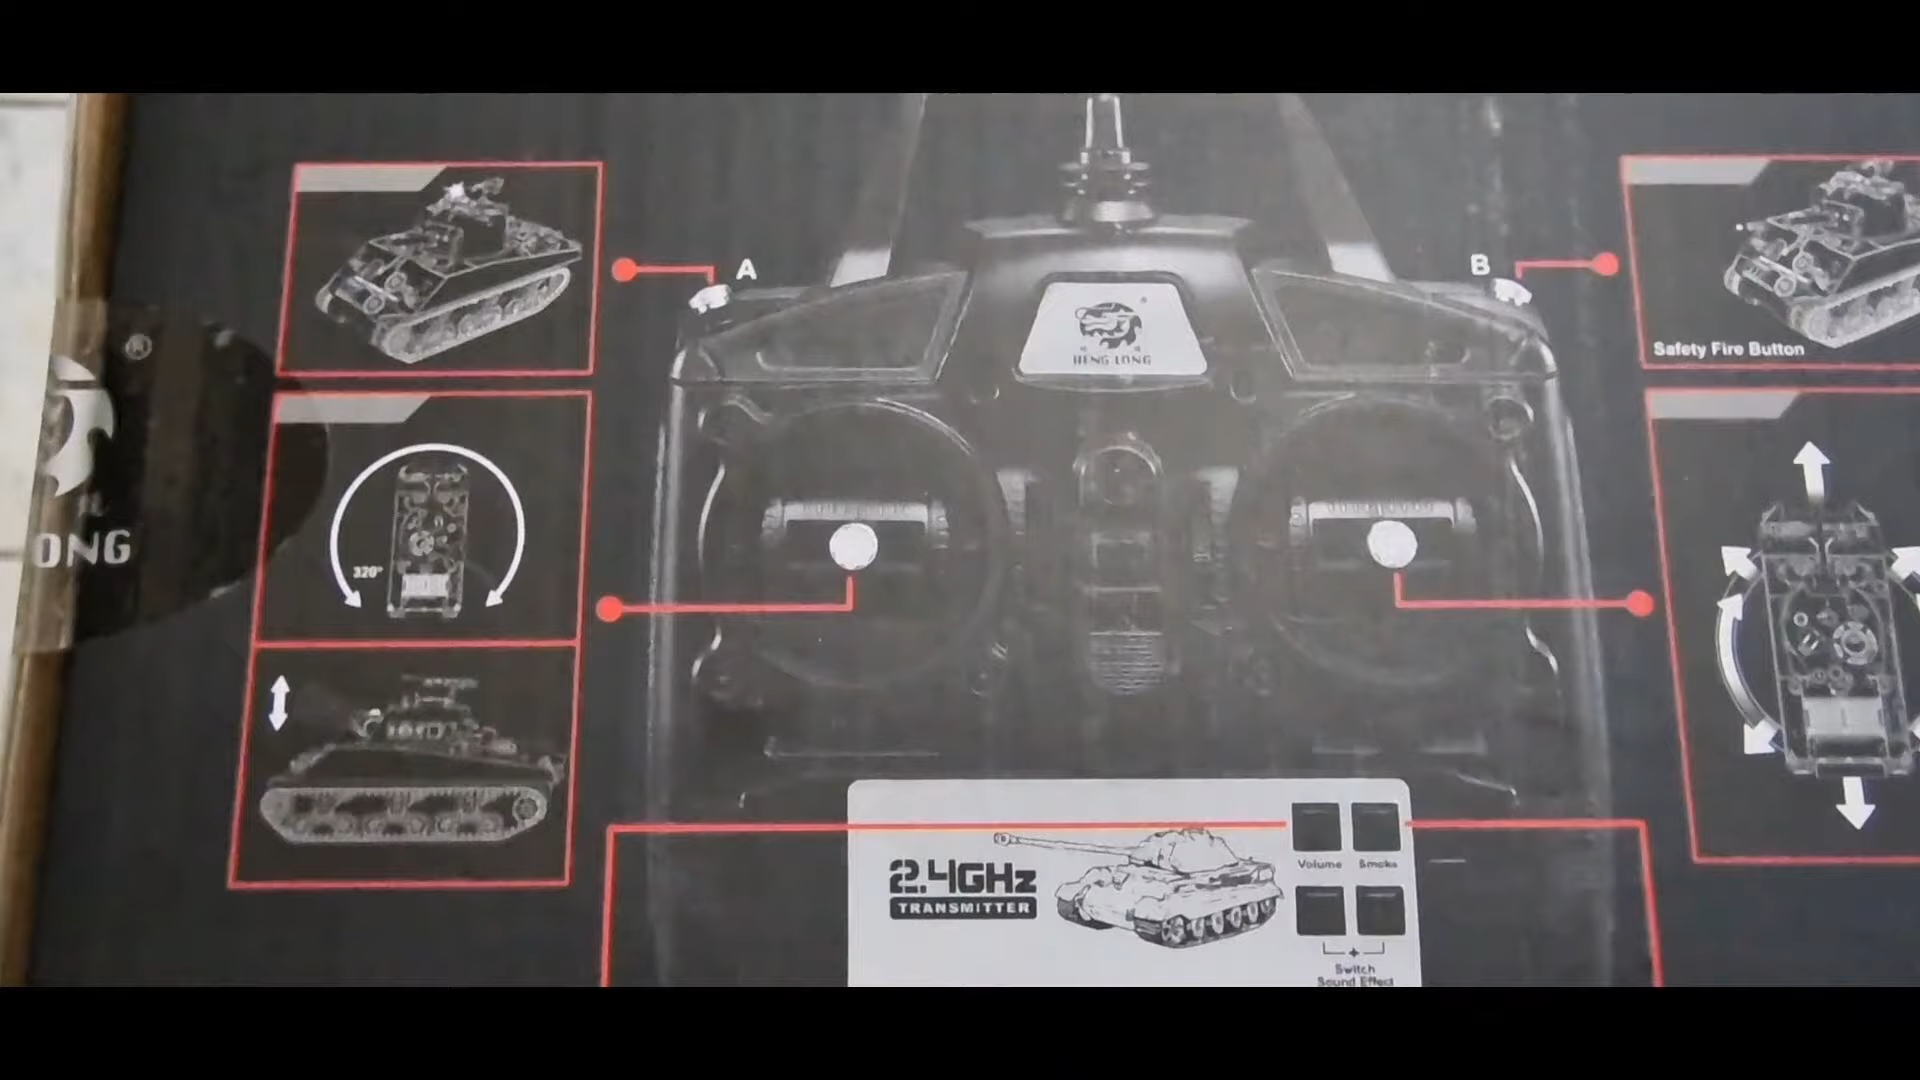 A
B
®
HENG LONG
Safety Fire Button
®
ONG
320°
2.4GHz
TRANSMITTER
Volume Smoke
Switch
Sound Effect